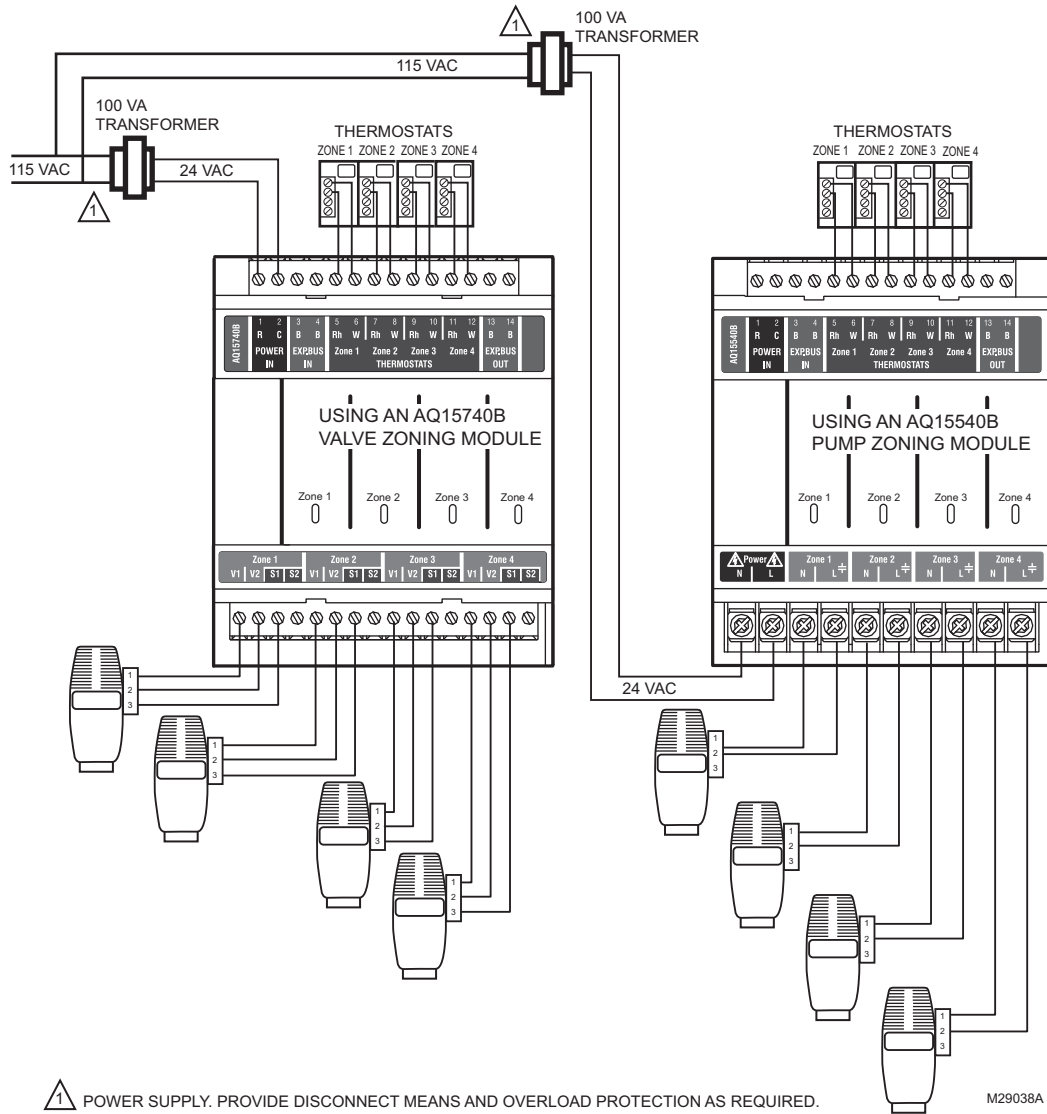 100 VA
TRANSFORMER
1
115 VAC
100 VA
TRANSFORMER
115 VAC
24 VAC
1
THERMOSTATS
ZONE 1 ZONE 2 ZONE 3 ZONE 4
THERMOSTATS
ZONE 1 ZONE 2 ZONE 3 ZONE 4
AQ15740B
1 2 3 4 5 6 7 8 9 10 11 12 13 14
R C B B Rh W Rh W Rh W Rh W B B
POWER IN
EXP.BUS IN
Zone 1 Zone 2 Zone 3 Zone 4
THERMOSTATS
EXP.BUS OUT
USING AN AQ15740B
VALVE ZONING MODULE
Zone 1 Zone 2 Zone 3 Zone 4
Zone 1 Zone 2 Zone 3 Zone 4
V1 V2 S1 S2 V1 V2 S1 S2 V1 V2 S1 S2 V1 V2 S1 S2
1
2
3
1
2
3
1
2
3
1
2
3
AQ15540B
1 2 3 4 5 6 7 8 9 10 11 12 13 14
R C B B Rh W Rh W Rh W Rh W B B
POWER IN
EXP.BUS IN
Zone 1 Zone 2 Zone 3 Zone 4
THERMOSTATS
EXP.BUS OUT
USING AN AQ15540B
PUMP ZONING MODULE
Zone 1 Zone 2 Zone 3 Zone 4
Power Zone 1 Zone 2 Zone 3 Zone 4
N L N L N L N L N L
24 VAC
1
2
3
1
2
3
1
2
3
1
2
3
1 POWER SUPPLY. PROVIDE DISCONNECT MEANS AND OVERLOAD PROTECTION AS REQUIRED.
M29038A